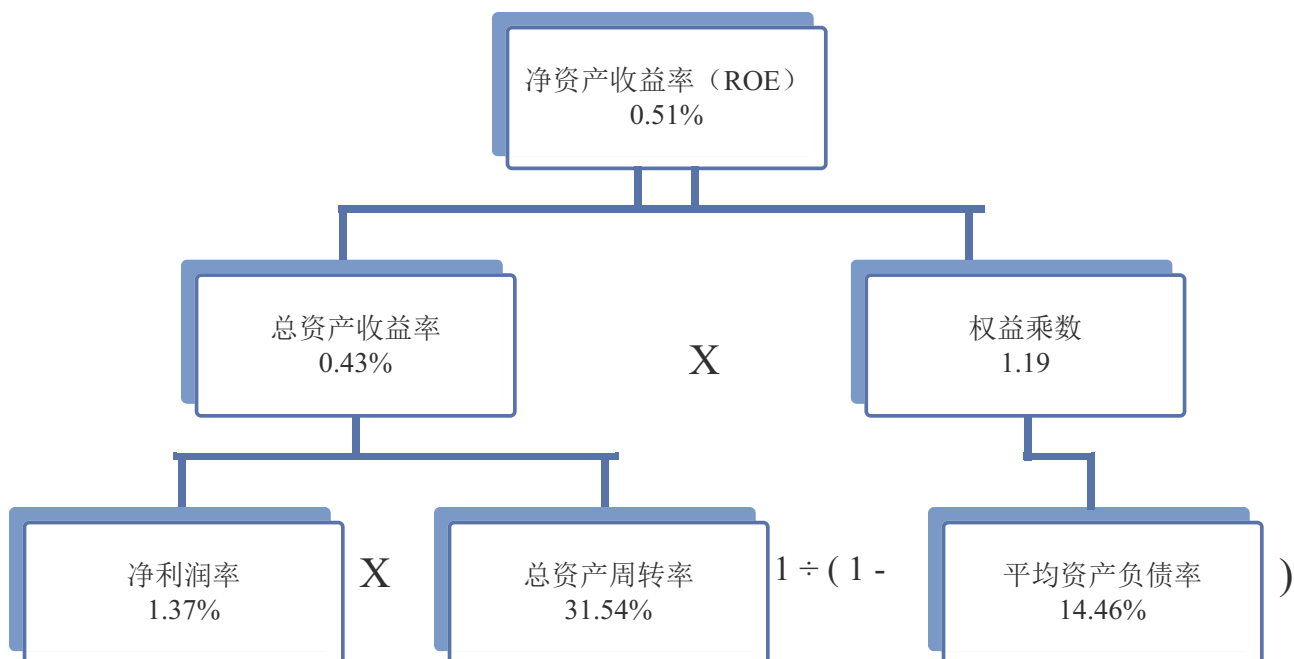 净资产收益率（ROE）
0.51%
总资产收益率
0.43%
X
权益乘数
1.19
净利润率
1.37%
X
总资产周转率
31.54%
1 ÷ ( 1 -
平均资产负债率
14.46%
)